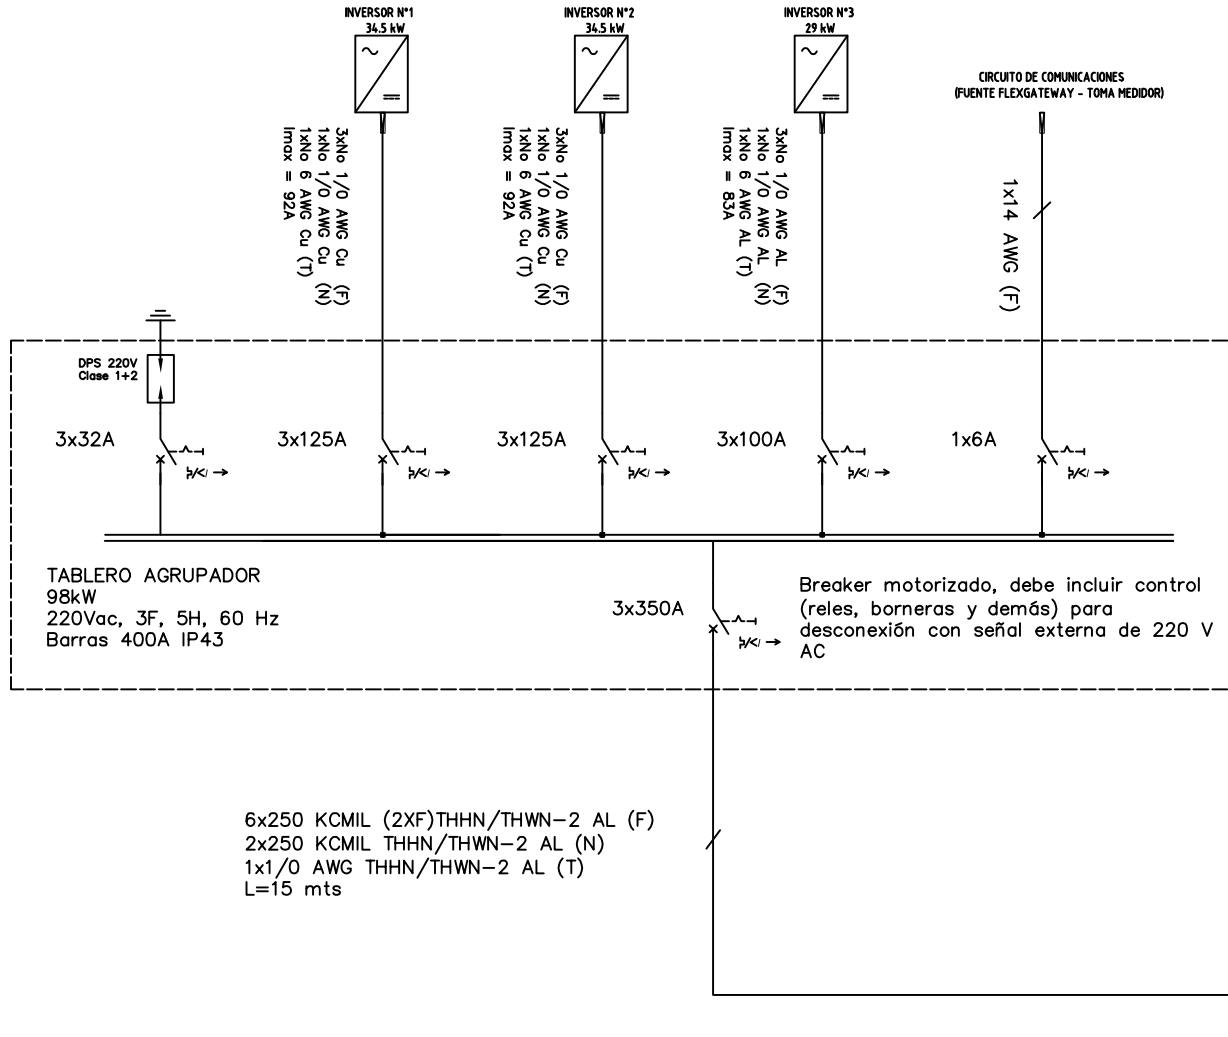 INVERSOR N°1
34.5 kW
INVERSOR N°2
34.5 kW
INVERSOR N°3
29 kW
CIRCUITO DE COMUNICACIONES
(FUENTE FLEXGATEWAY - TOMA MEDIDOR)
3xNo 1/0 AWG Cu (F)
1xNo 1/0 AWG Cu (N)
1xNo 6 AWG Cu (T)
Imax = 92A
3xNo 1/0 AWG Cu (F)
1xNo 1/0 AWG Cu (N)
1xNo 6 AWG Cu (T)
Imax = 92A
3xNo 1/0 AWG AL (F)
1xNo 1/0 AWG AL (N)
1xNo 6 AWG AL (T)
Imax = 83A
1x14 AWG (F)
DPS 220V
Clase 1+2
3x32A
3x125A
3x125A
3x100A
1x6A
TABLERO AGRUPADOR
98kW
220Vac, 3F, 5H, 60 Hz
Barras 400A IP43
3x350A
Breaker motorizado, debe incluir control
(reles, borneras y demás) para
desconexión con señal externa de 220 V
AC
6x250 KCMIL (2XF)THHN/THWN-2 AL (F)
2x250 KCMIL THHN/THWN-2 AL (N)
1x1/0 AWG THHN/THWN-2 AL (T)
L=15 mts